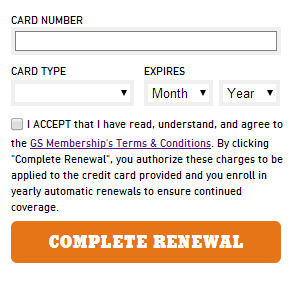 CARD NUMBER
CARD TYPE EXPIRES
Month Year
I ACCEPT that I have read, understand, and agree to
the GS Membership's Terms & Conditions. By clicking
"Complete Renewal", you authorize these charges to be
applied to the credit card provided and you enroll in
yearly automatic renewals to ensure continued
coverage.
COMPLETE RENEWAL